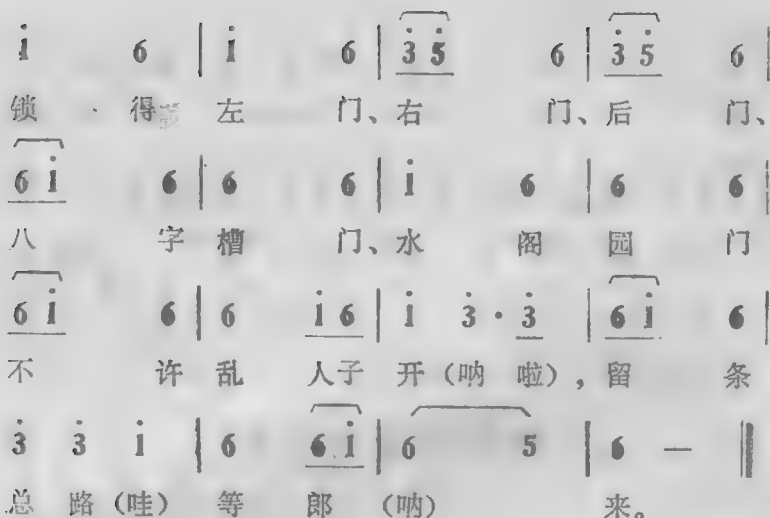 i 6 | i 6 | 3 5 6 | 3 5 6 |
锁 得 左 门、右 门、后 门、
6 i 6 | 6 6 | i 6 | 6 6 |
八 字 槽 门、水 阁 园 门
6 i 6 | 6 i 6 | i 3 · 3 | 6 i 6 |
不 许 乱 人子 开（呐 啦），留 条
3 3 i | 6 6 i | 6 5 | 6 — ‖
总 路（哇）等 郎 （呐） 来。